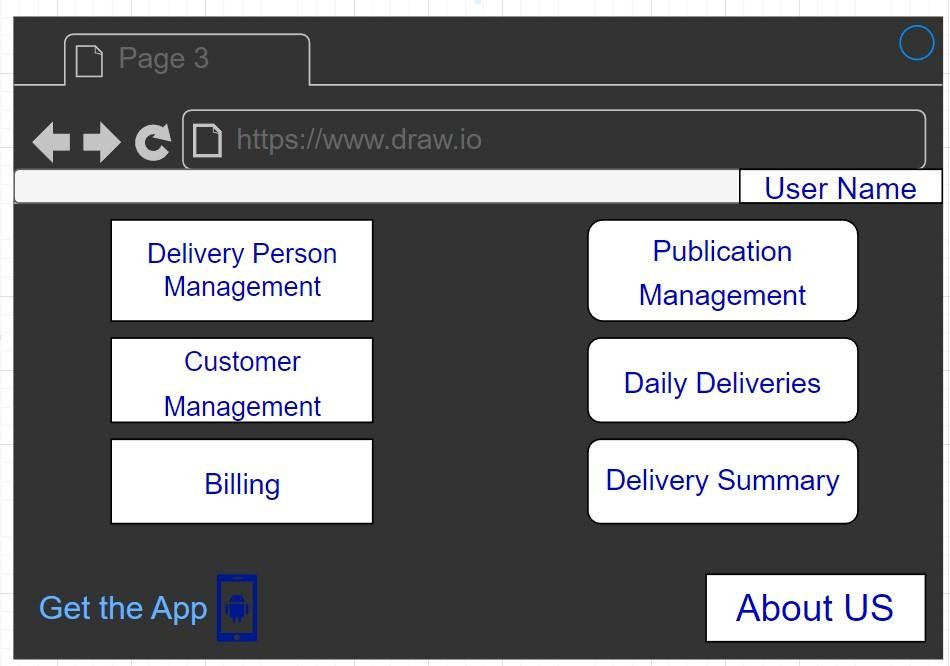 Page 3
https://www.draw.io
User Name
Delivery Person
Management
Publication
Management
Customer
Management
Daily Deliveries
Billing
Delivery Summary
Get the App
About US